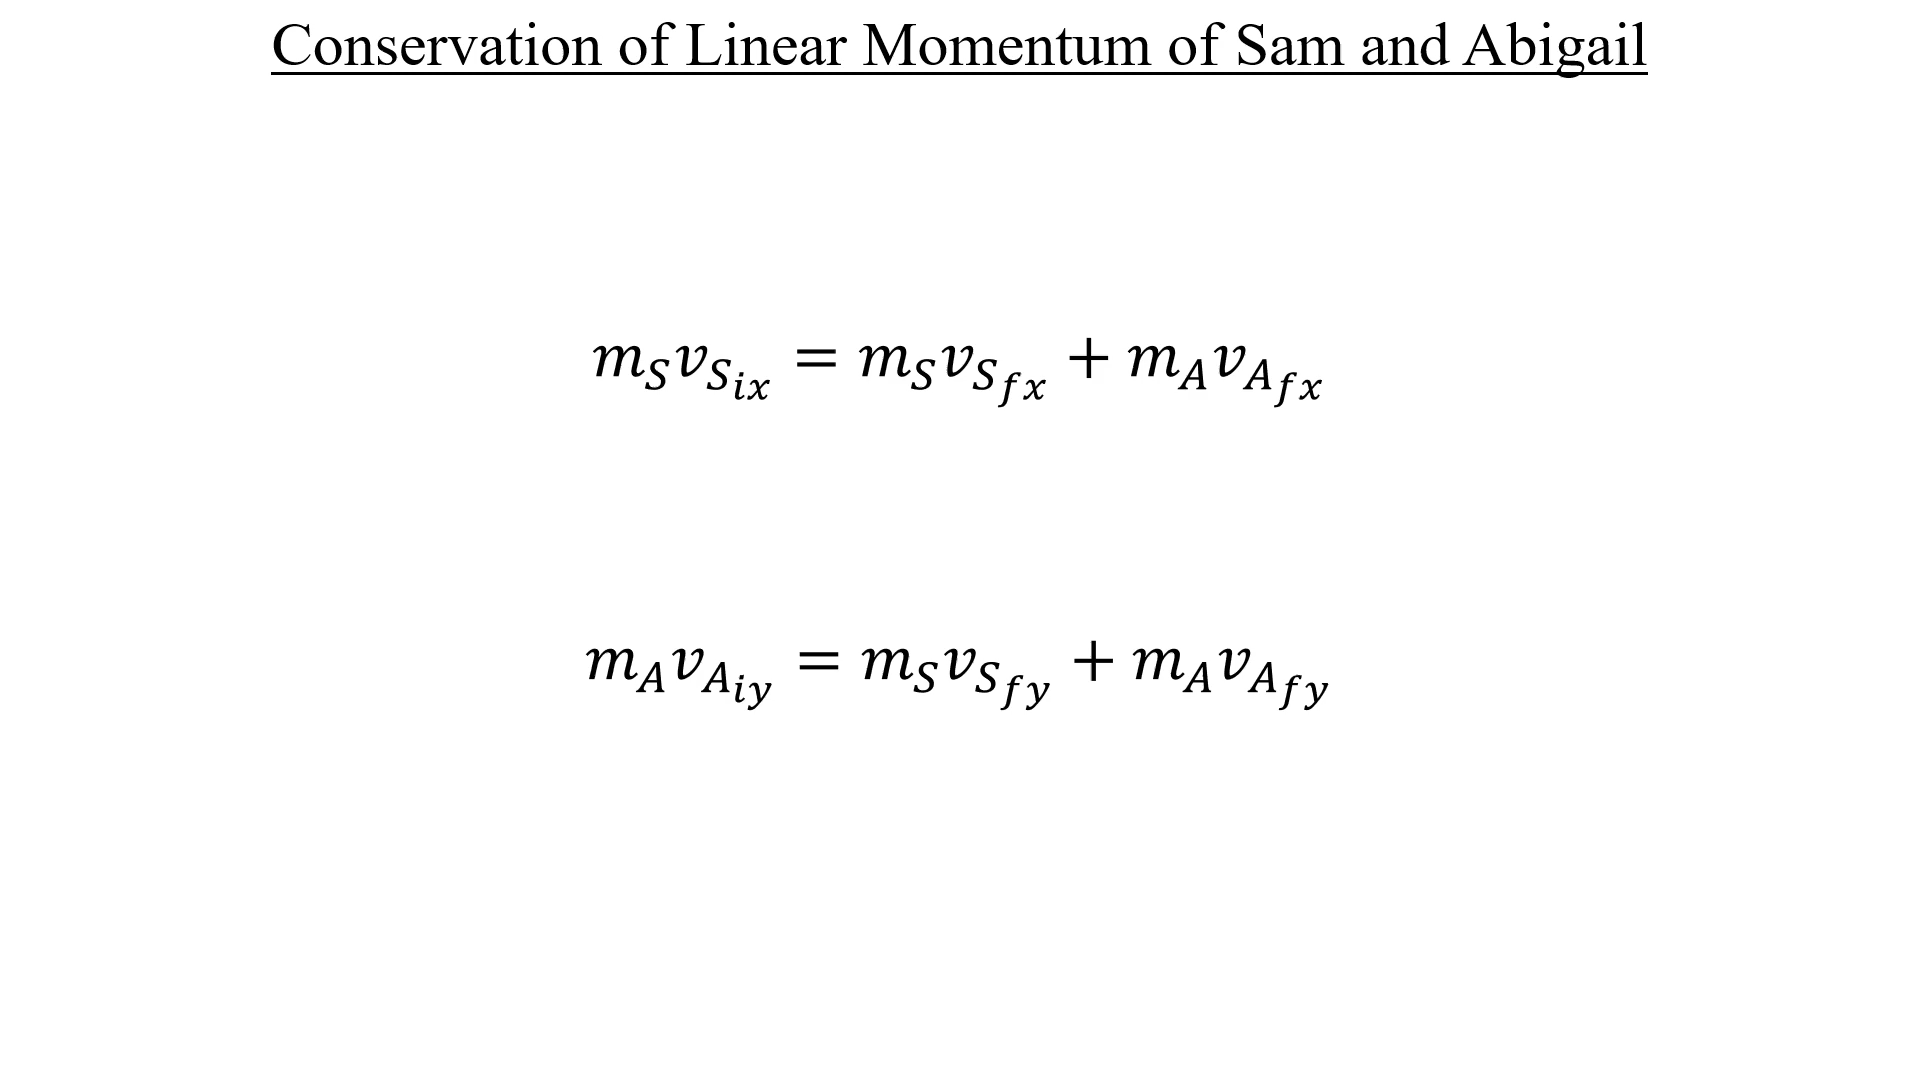 Conservation of Linear Momentum of Sam and Abigail
$m_S v_{S_{ix}} = m_S v_{S_{fx}} + m_A v_{A_{fx}}$
$m_A v_{A_{iy}} = m_S v_{S_{fy}} + m_A v_{A_{fy}}$